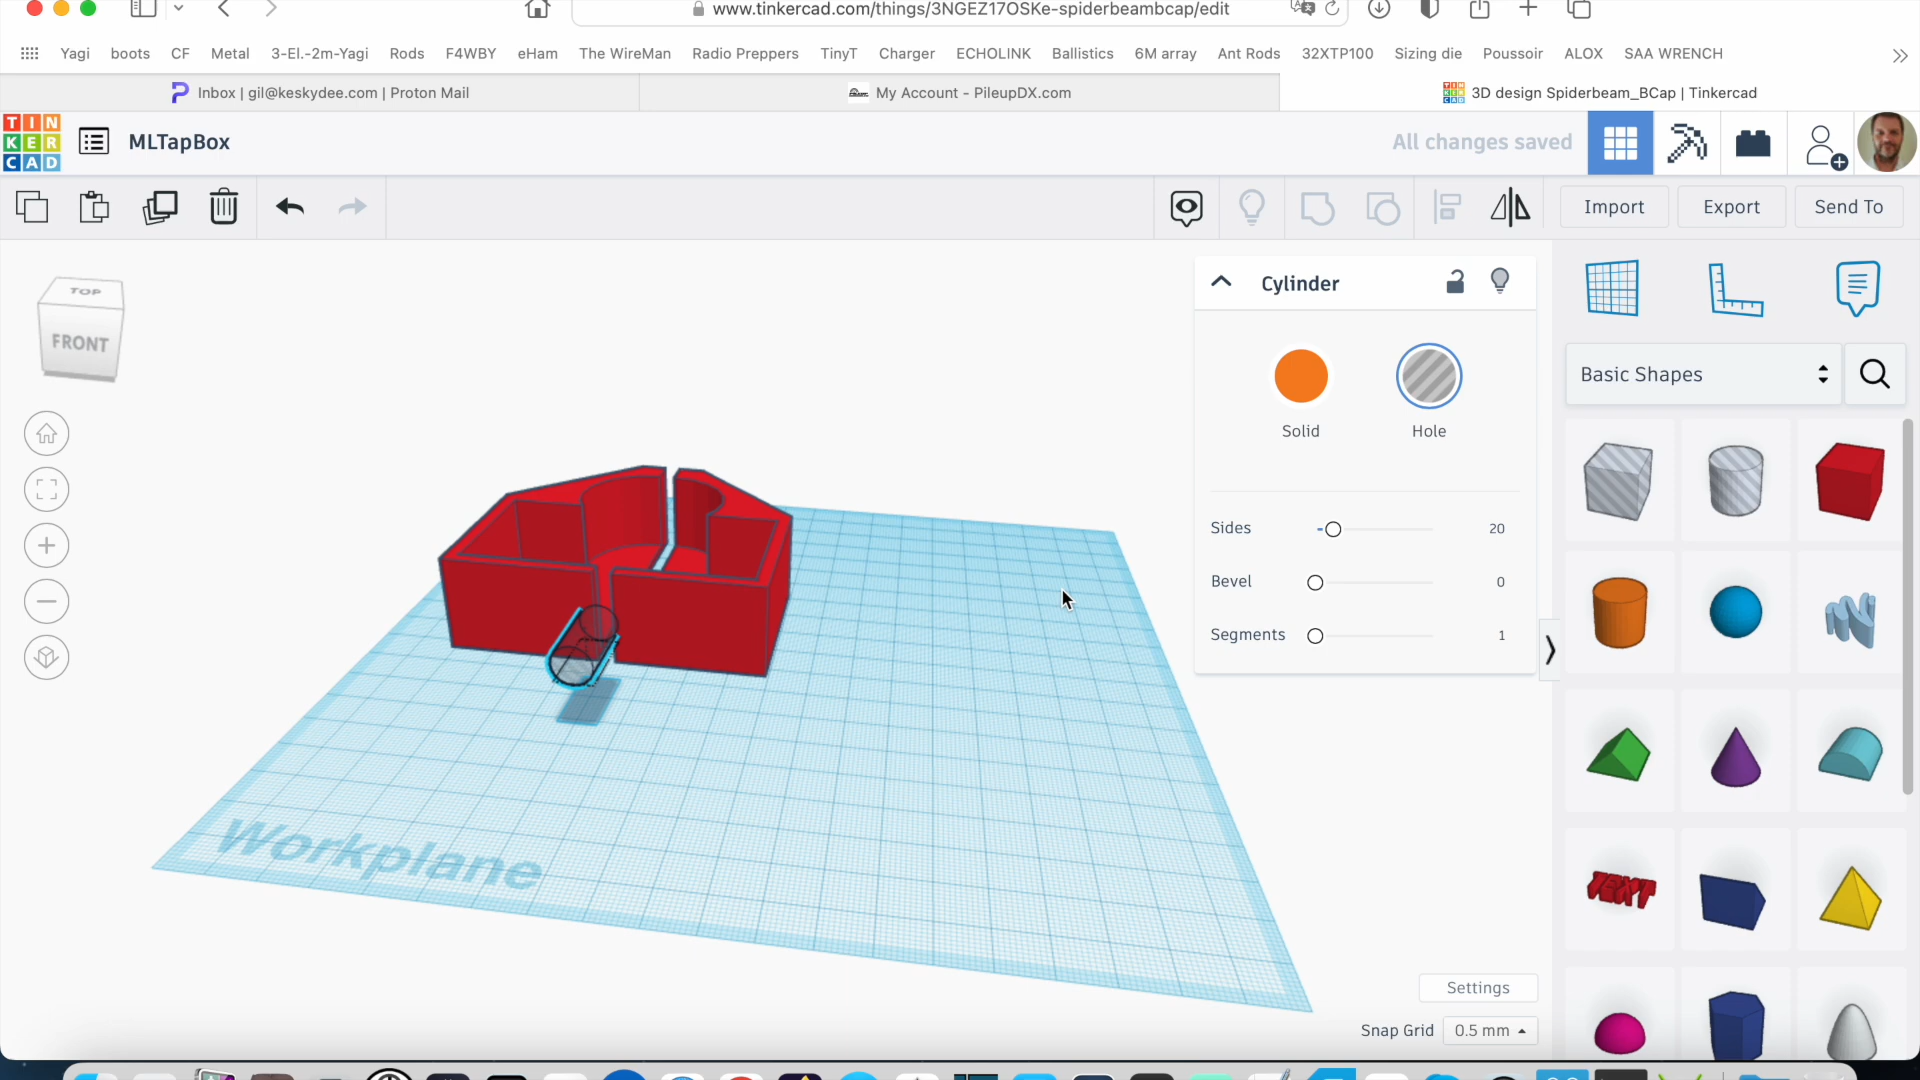 www.tinkercad.com/things/3NGEZ17OSKe-spiderbeambcap/edit
Yagi boots CF Metal 3-El.-2m-Yagi Rods F4WBY eHam The WireMan Radio Preppers TinyT Charger ECHOLINK Ballistics 6M array Ant Rods 32XTP100 Sizing die Poussoir ALOX SAA WRENCH
Inbox | gil@keskydee.com | Proton Mail
My Account - PileupDX.com
3D design Spiderbeam_BCap | Tinkercad
TIN
KER
CAD
MLTapBox
All changes saved
Import
Export
Send To
TOP
FRONT
Cylinder
Solid
Hole
Sides 20
Bevel 0
Segments 1
Basic Shapes
TEXT
Workplane
Settings
Snap Grid 0.5 mm